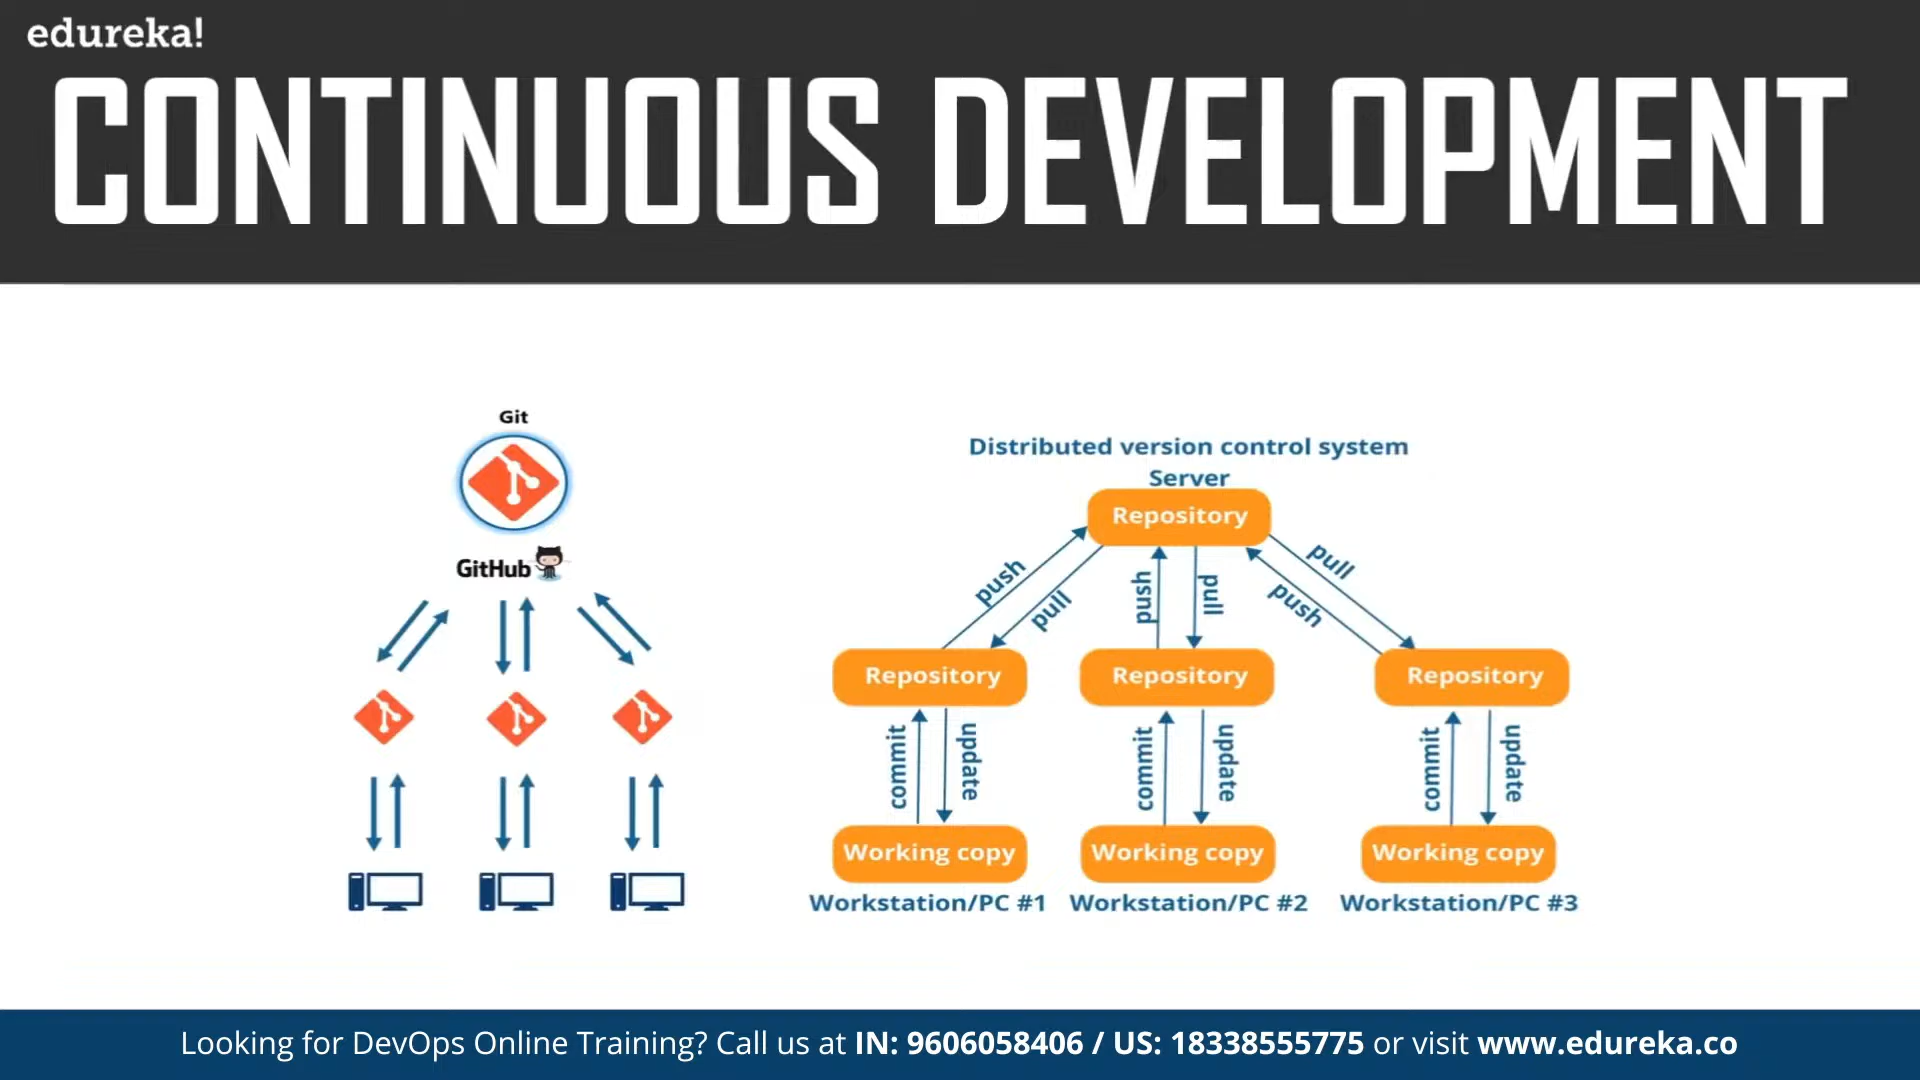 edureka!
CONTINUOUS DEVELOPMENT
Git
GitHub
Distributed version control system
Server
Repository
push
pull
push
pull
push
pull
Repository
Repository
Repository
commit
update
commit
update
commit
update
Working copy
Working copy
Working copy
Workstation/PC #1
Workstation/PC #2
Workstation/PC #3
Looking for DevOps Online Training? Call us at IN: 9606058406 / US: 18338555775 or visit www.edureka.co